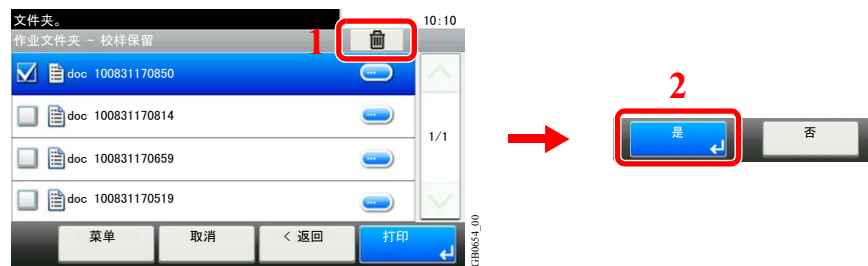 文件夹。
10:10
作业文件夹 - 校样保留
1
doc 100831170850
doc 100831170814
1/1
doc 100831170659
doc 100831170519
菜单 取消 < 返回 打印
GB0654_00
2
是 否